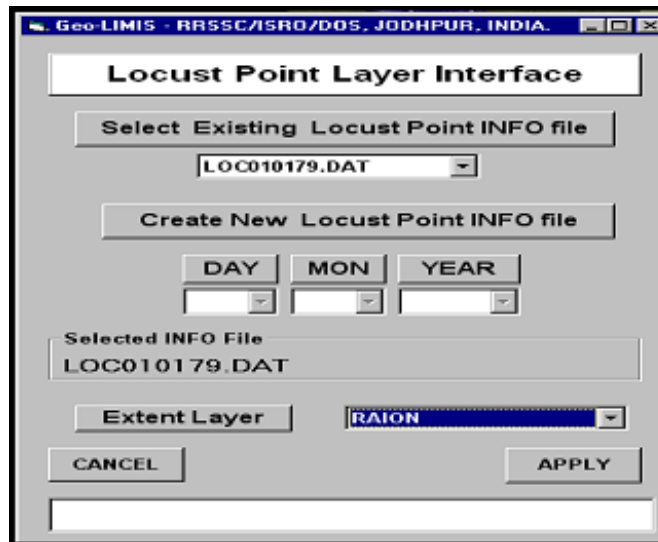 Geo-LIMIS - RRSSC/ISRO/DOS, JODHPUR, INDIA.
Locust Point Layer Interface
Select Existing Locust Point INFO file
LOC010179.DAT
Create New Locust Point INFO file
DAY MON YEAR
Selected INFO File
LOC010179.DAT
Extent Layer RAION
CANCEL APPLY